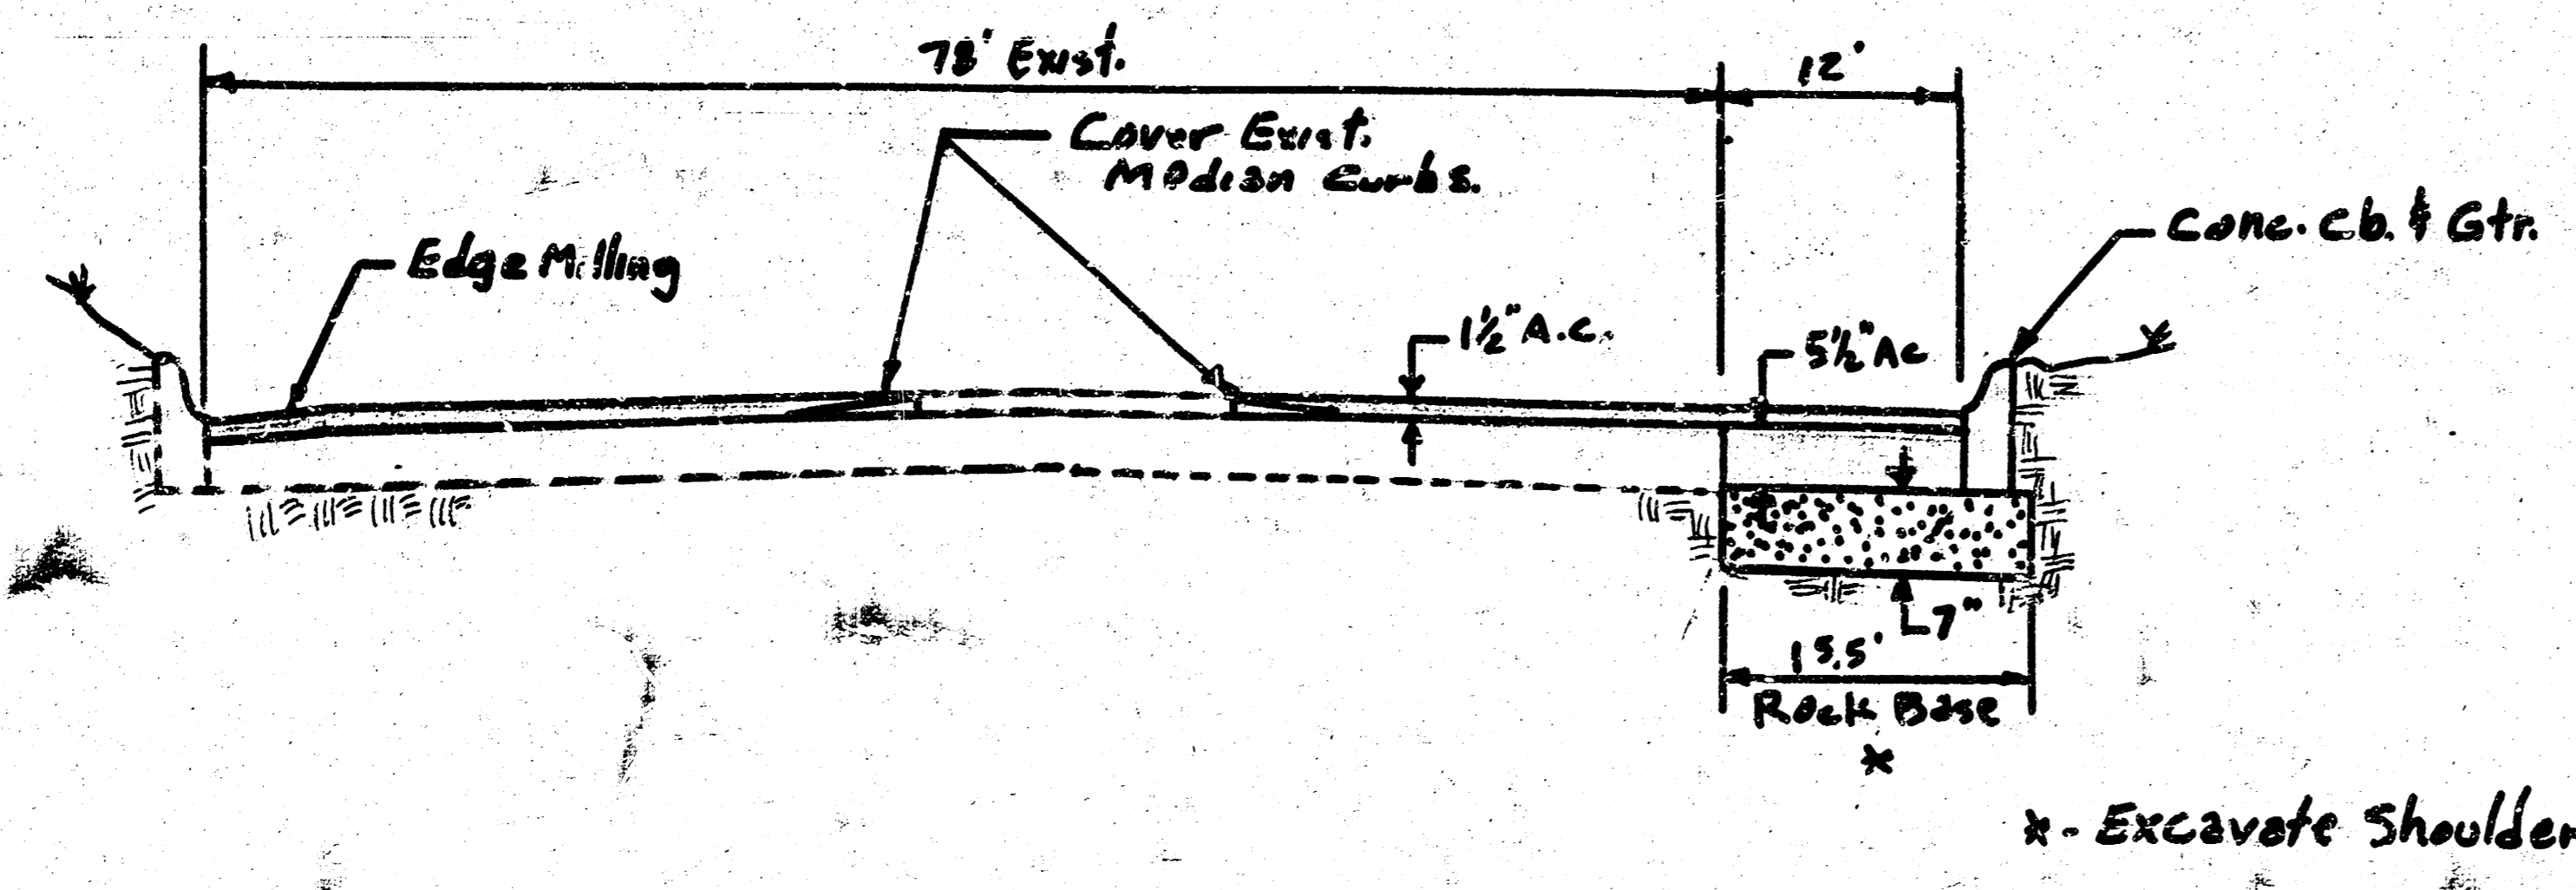 78' Exist.
12'
Cover Exist.
Median Curbs.
Conc. Cb. & Gtr.
Edge Milling
1½" A.C.
5½" Ac
7"
15.5'
Rock Base
*
*- Excavate Shoulder